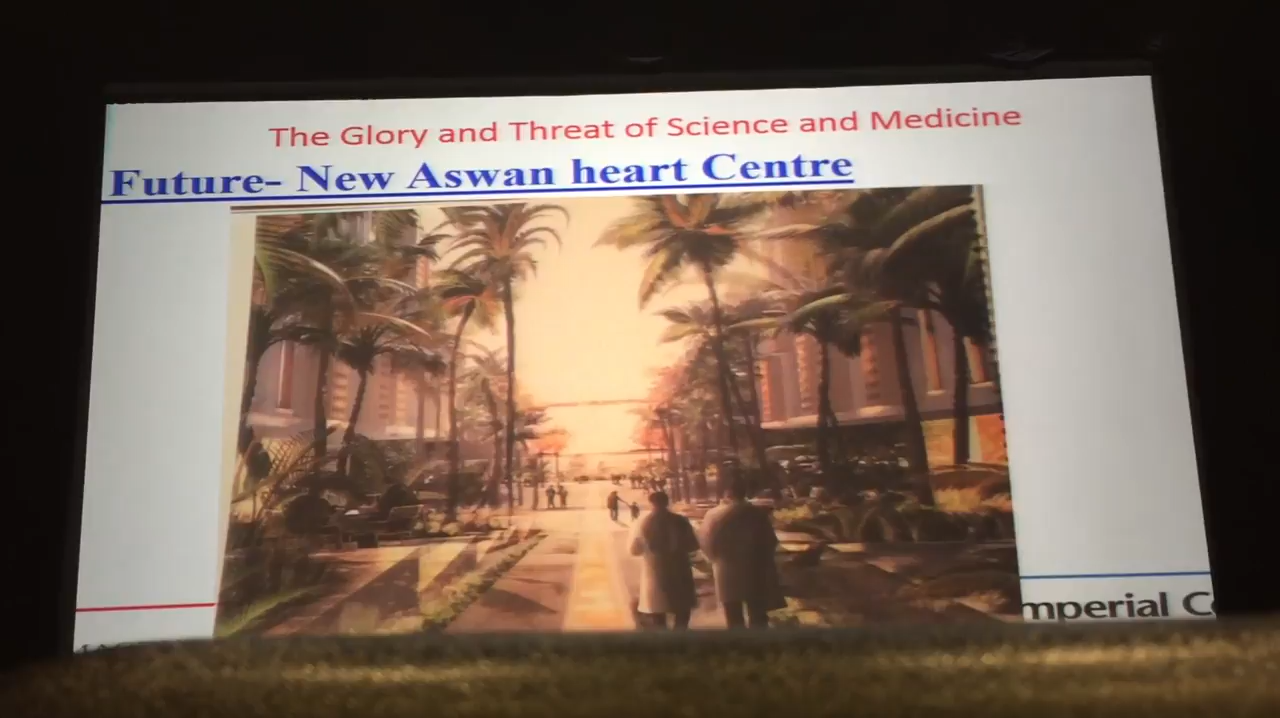 The Glory and Threat of Science and Medicine
Future- New Aswan heart Centre
mperial C